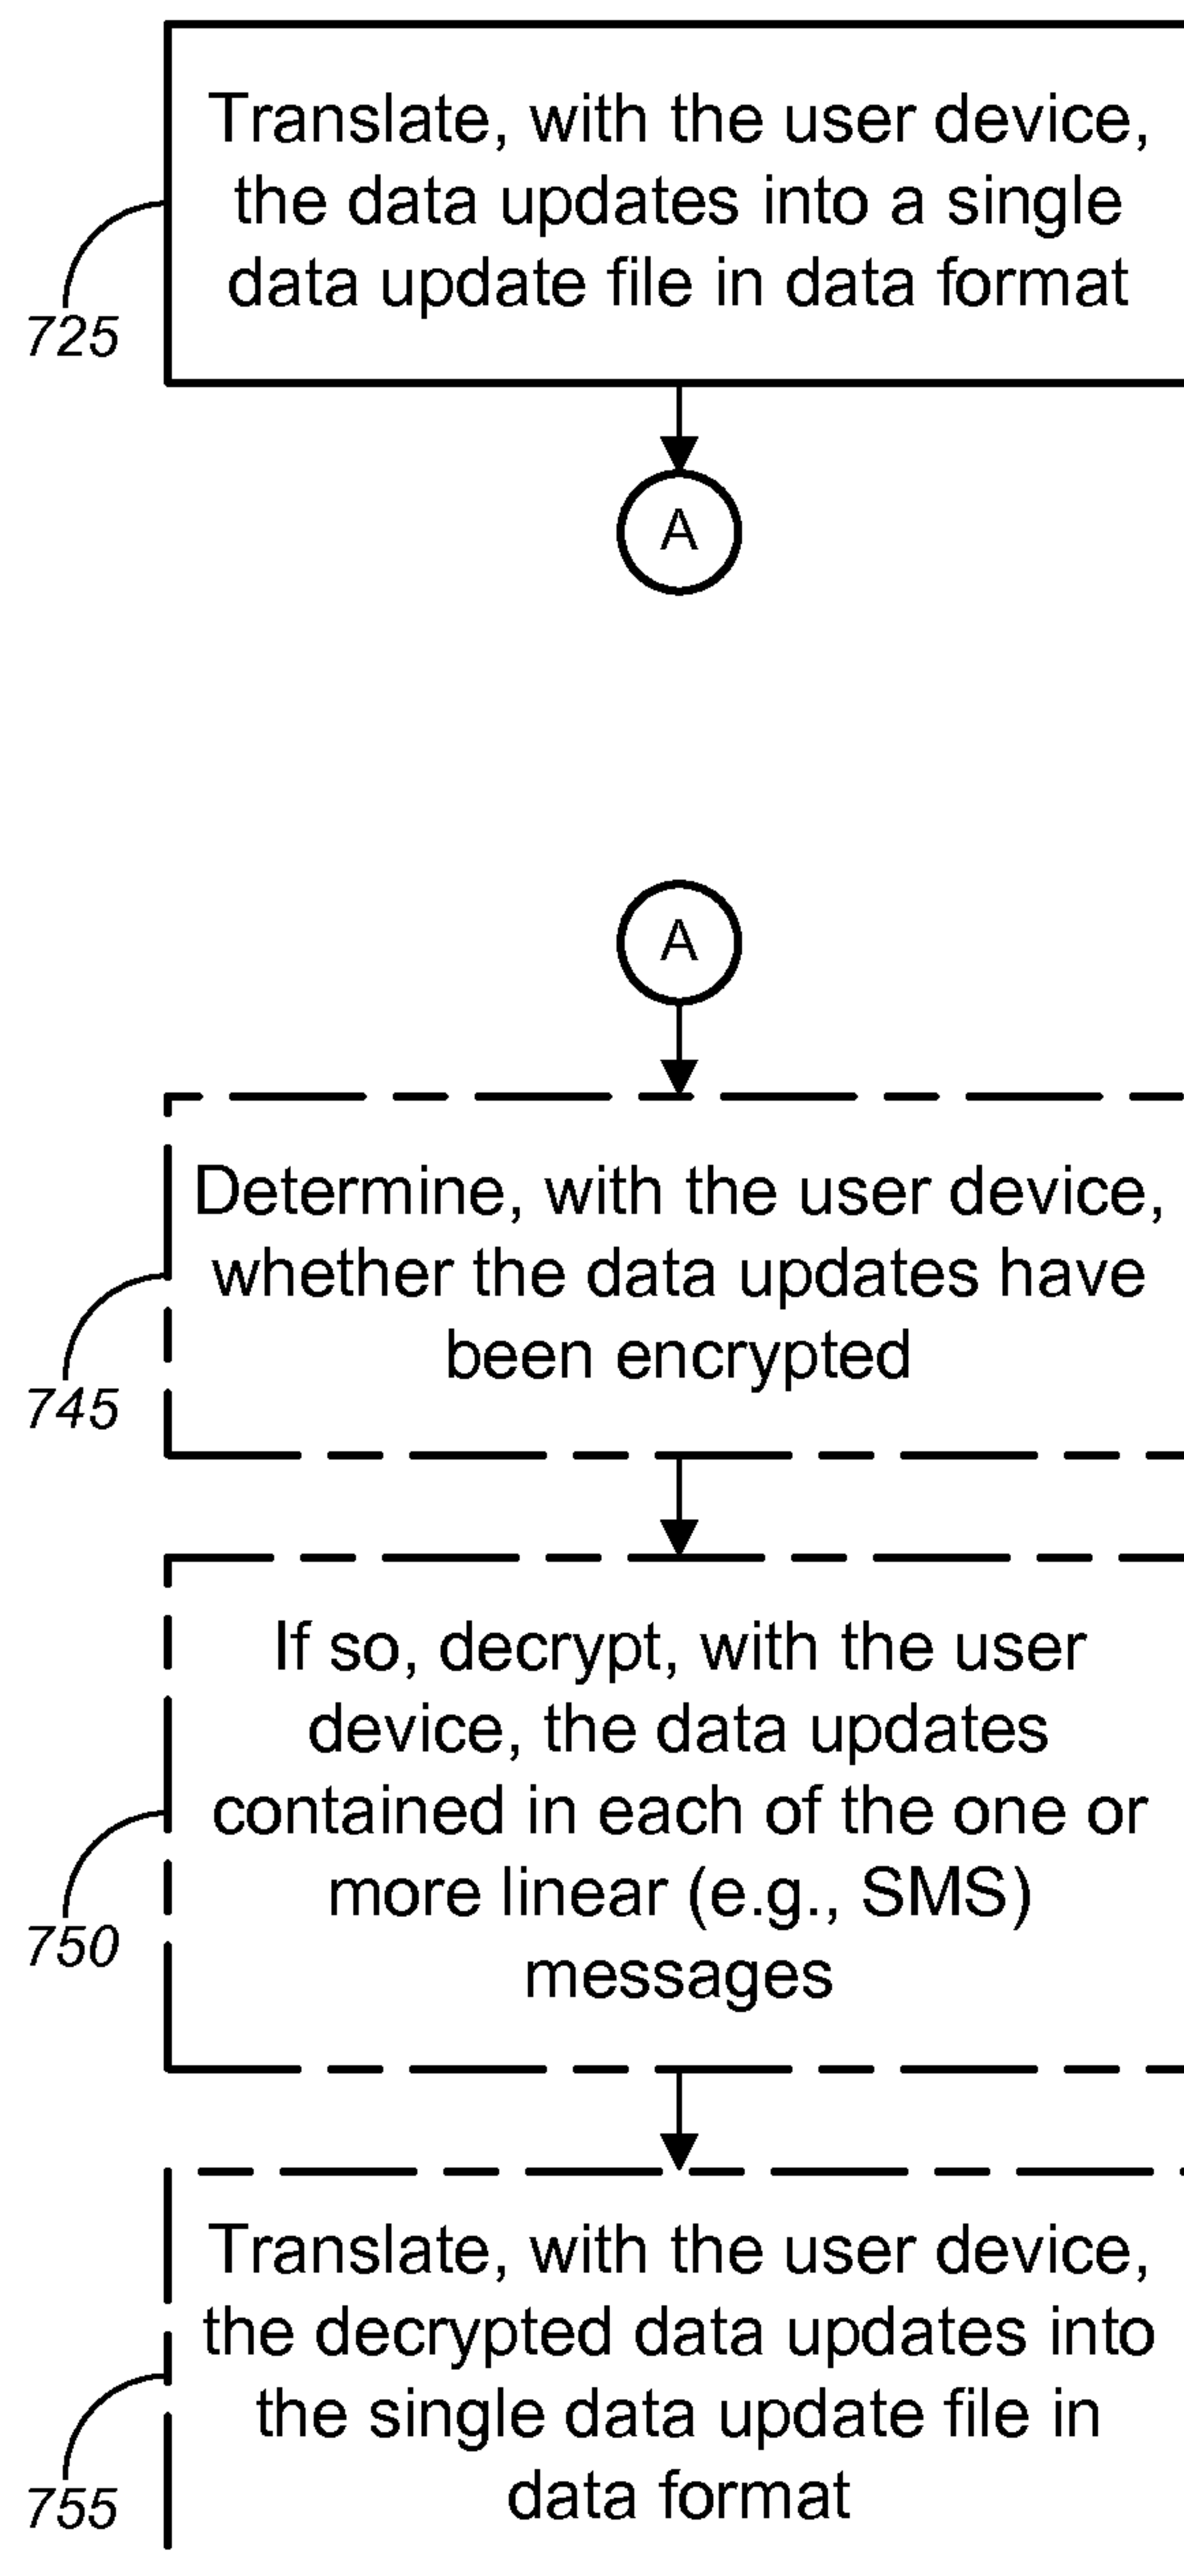 Translate, with the user device,
the data updates into a single
data update file in data format
725
A
A
Determine, with the user device,
whether the data updates have
been encrypted
745
If so, decrypt, with the user
device, the data updates
contained in each of the one or
more linear (e.g., SMS)
messages
750
Translate, with the user device,
the decrypted data updates into
the single data update file in
data format
755